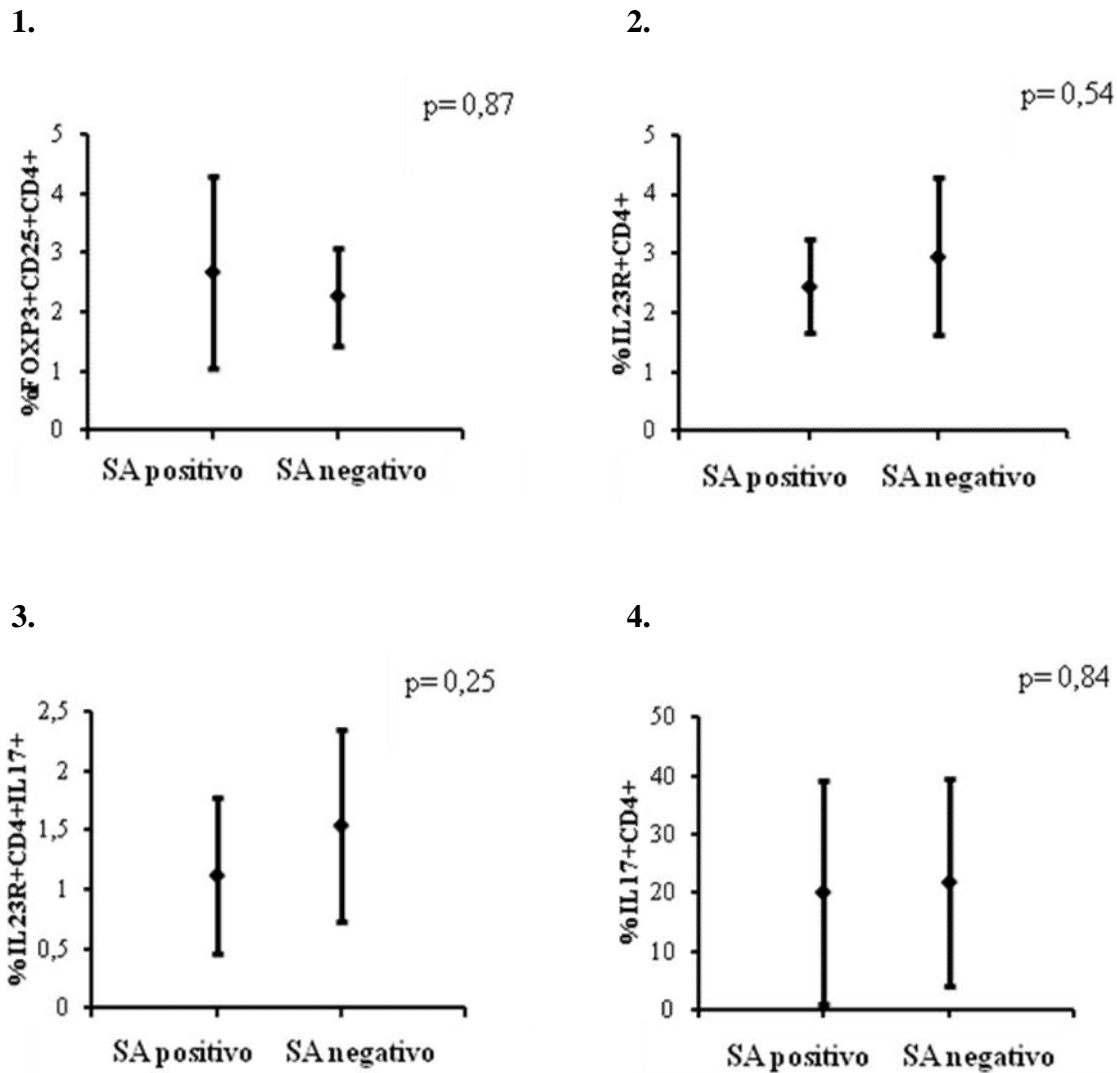 1.
p= 0,87
%FOXP3+CD25+CD4+
5
4
3
2
1
0
SA positivo SA negativo
2.
p= 0,54
%IL23R+CD4+
5
4
3
2
1
0
SA positivo SA negativo
3.
p= 0,25
%IL23R+CD4+IL17+
2,5
2
1,5
1
0,5
0
SA positivo SA negativo
4.
p= 0,84
%IL17+CD4+
50
40
30
20
10
0
SA positivo SA negativo